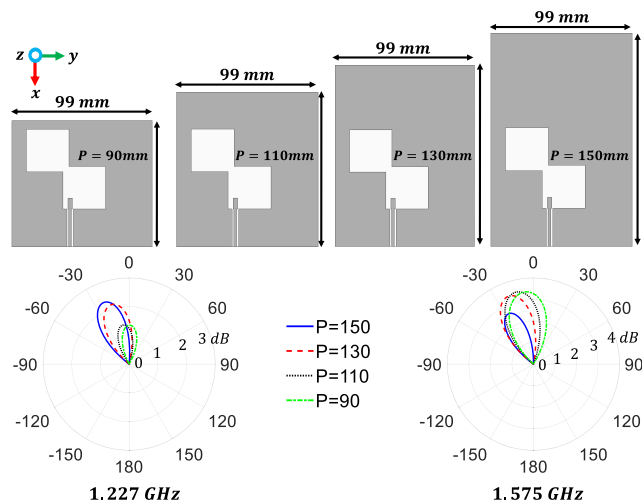 z y
x
99 mm
99 mm
99 mm
99 mm
P = 90mm
P = 110mm
P = 130mm
P = 150mm
0
-30 30
-60 60
-90 0 1 2 3 dB 90
-120 120
-150 150
180
1.227 GHz
P=150
P=130
P=110
P=90
0
-30 30
-60 60
-90 0 1 2 3 4 dB 90
-120 120
-150 150
180
1.575 GHz